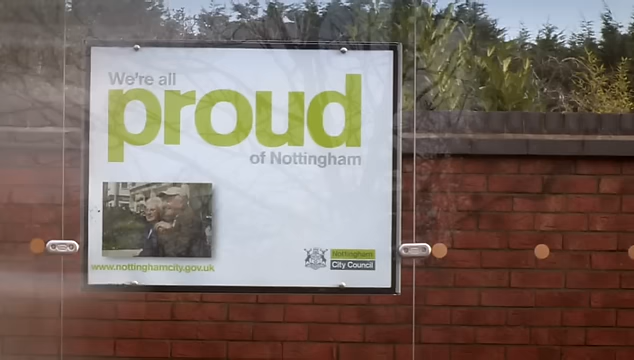 We're all
proud
of Nottingham
www.nottinghamcity.gov.uk
Nottingham
City Council